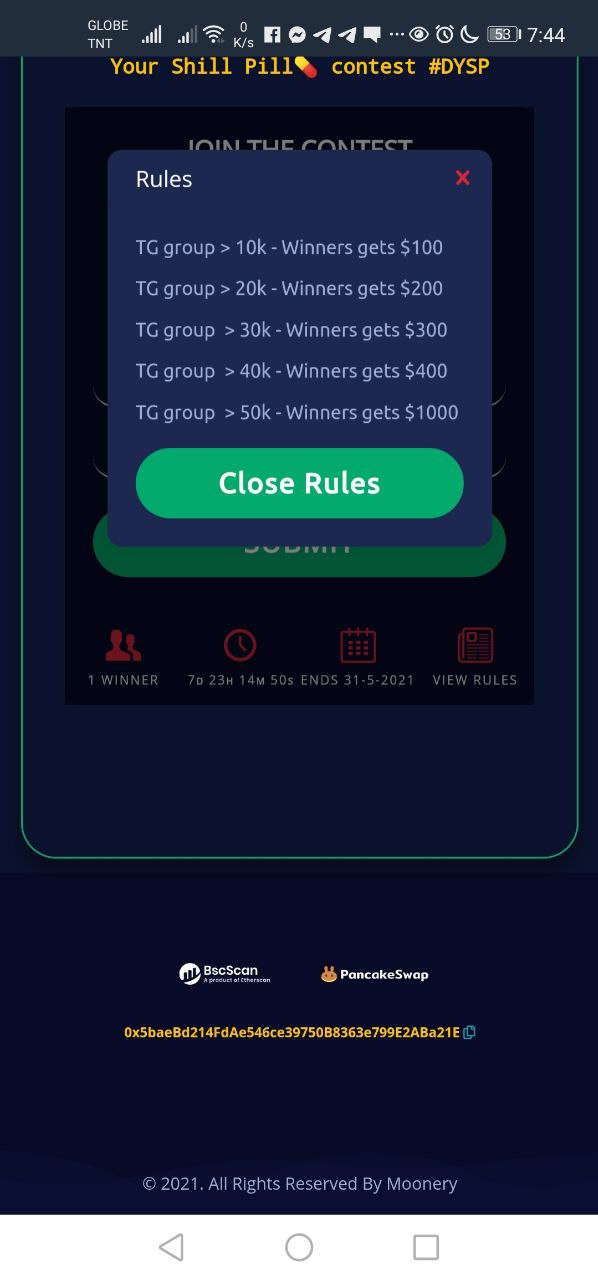 GLOBE
TNT
0
K/s
53
7:44
Your Shill Pill💊 contest #DYSP
JOIN THE CONTEST
Rules
TG group > 10k - Winners gets $100
TG group > 20k - Winners gets $200
TG group > 30k - Winners gets $300
TG group > 40k - Winners gets $400
TG group > 50k - Winners gets $1000
Close Rules
SUBMIT
1 WINNER
7D 23H 14M 50s
ENDS 31-5-2021
VIEW RULES
BscScan
A product of Etherscan
PancakeSwap
0x5baeBd214FdAe546ce39750B8363e799E2ABa21E
© 2021. All Rights Reserved By Moonery